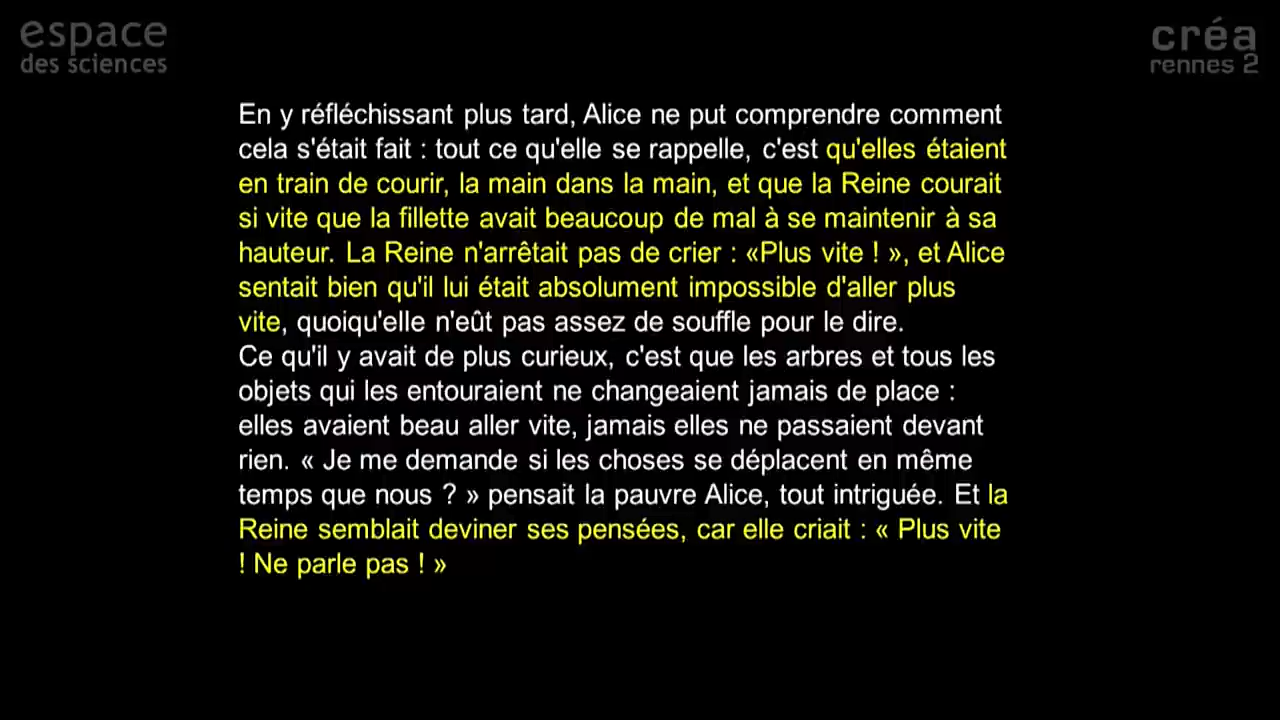 espace
des sciences
créa
rennes 2
En y réfléchissant plus tard, Alice ne put comprendre comment
cela s'était fait : tout ce qu'elle se rappelle, c'est qu'elles étaient
en train de courir, la main dans la main, et que la Reine courait
si vite que la fillette avait beaucoup de mal à se maintenir à sa
hauteur. La Reine n'arrêtait pas de crier : «Plus vite ! », et Alice
sentait bien qu'il lui était absolument impossible d'aller plus
vite, quoiqu'elle n'eût pas assez de souffle pour le dire.
Ce qu'il y avait de plus curieux, c'est que les arbres et tous les
objets qui les entouraient ne changeaient jamais de place :
elles avaient beau aller vite, jamais elles ne passaient devant
rien. « Je me demande si les choses se déplacent en même
temps que nous ? » pensait la pauvre Alice, tout intriguée. Et la
Reine semblait deviner ses pensées, car elle criait : « Plus vite
! Ne parle pas ! »